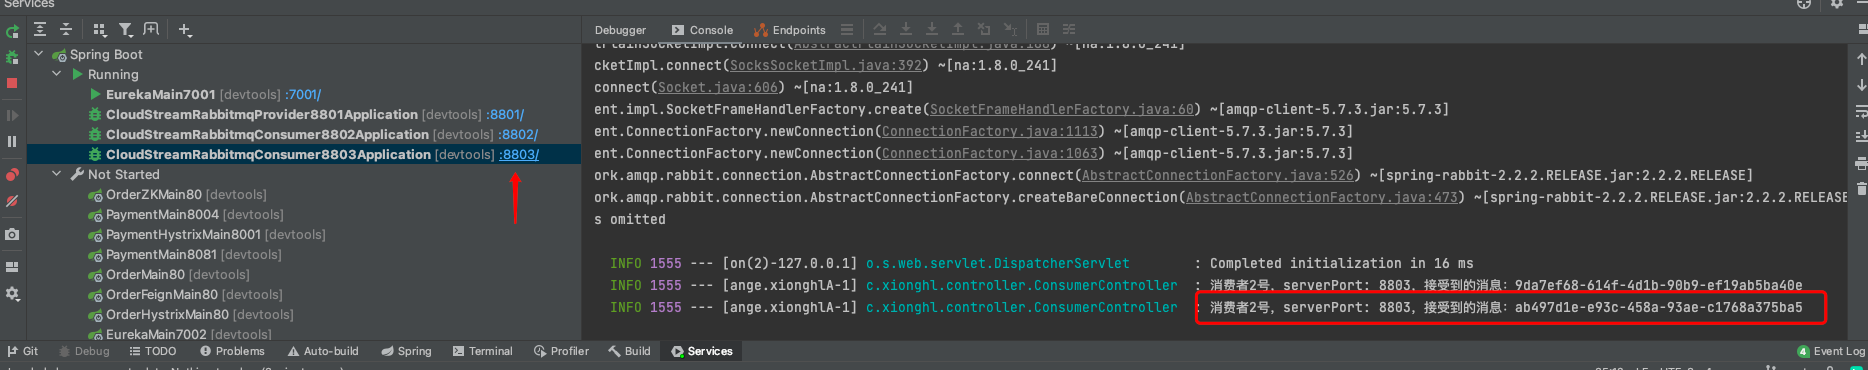 Services
Debugger Console Endpoints
Spring Boot
Running
EurekaMain7001 [devtools] :7001/
CloudStreamRabbitmqProvider8801Application [devtools] :8801/
CloudStreamRabbitmqConsumer8802Application [devtools] :8802/
CloudStreamRabbitmqConsumer8803Application [devtools] :8803/
Not Started
OrderZKMain80 [devtools]
PaymentMain8004 [devtools]
PaymentHystrixMain8001 [devtools]
PaymentMain8081 [devtools]
OrderMain80 [devtools]
OrderFeignMain80 [devtools]
OrderHystrixMain80 [devtools]
EurekaMain7002 [devtools]
cketImpl.connect(SocksSocketImpl.java:392) ~[na:1.8.0_241]
connect(Socket.java:606) ~[na:1.8.0_241]
ent.impl.SocketFrameHandlerFactory.create(SocketFrameHandlerFactory.java:60) ~[amqp-client-5.7.3.jar:5.7.3]
ent.ConnectionFactory.newConnection(ConnectionFactory.java:1113) ~[amqp-client-5.7.3.jar:5.7.3]
ent.ConnectionFactory.newConnection(ConnectionFactory.java:1063) ~[amqp-client-5.7.3.jar:5.7.3]
ork.amqp.rabbit.connection.AbstractConnectionFactory.connect(AbstractConnectionFactory.java:526) ~[spring-rabbit-2.2.2.RELEASE.jar:2.2.2.RELEASE]
ork.amqp.rabbit.connection.AbstractConnectionFactory.createBareConnection(AbstractConnectionFactory.java:473) ~[spring-rabbit-2.2.2.RELEASE.jar:2.2.2.RELEASE
s omitted
INFO 1555 --- [on(2)-127.0.0.1] o.s.web.servlet.DispatcherServlet : Completed initialization in 16 ms
INFO 1555 --- [ange.xionghlA-1] c.xionghl.controller.ConsumerController : 消费者2号，serverPort: 8803，接受到的消息：9da7ef68-614f-4d1b-90b9-ef19ab5ba40e
INFO 1555 --- [ange.xionghlA-1] c.xionghl.controller.ConsumerController : 消费者2号，serverPort: 8803，接受到的消息：ab497d1e-e93c-458a-93ae-c1768a375ba5
Git Debug TODO Problems Auto-build Spring Terminal Profiler Build Services 4 Event Log